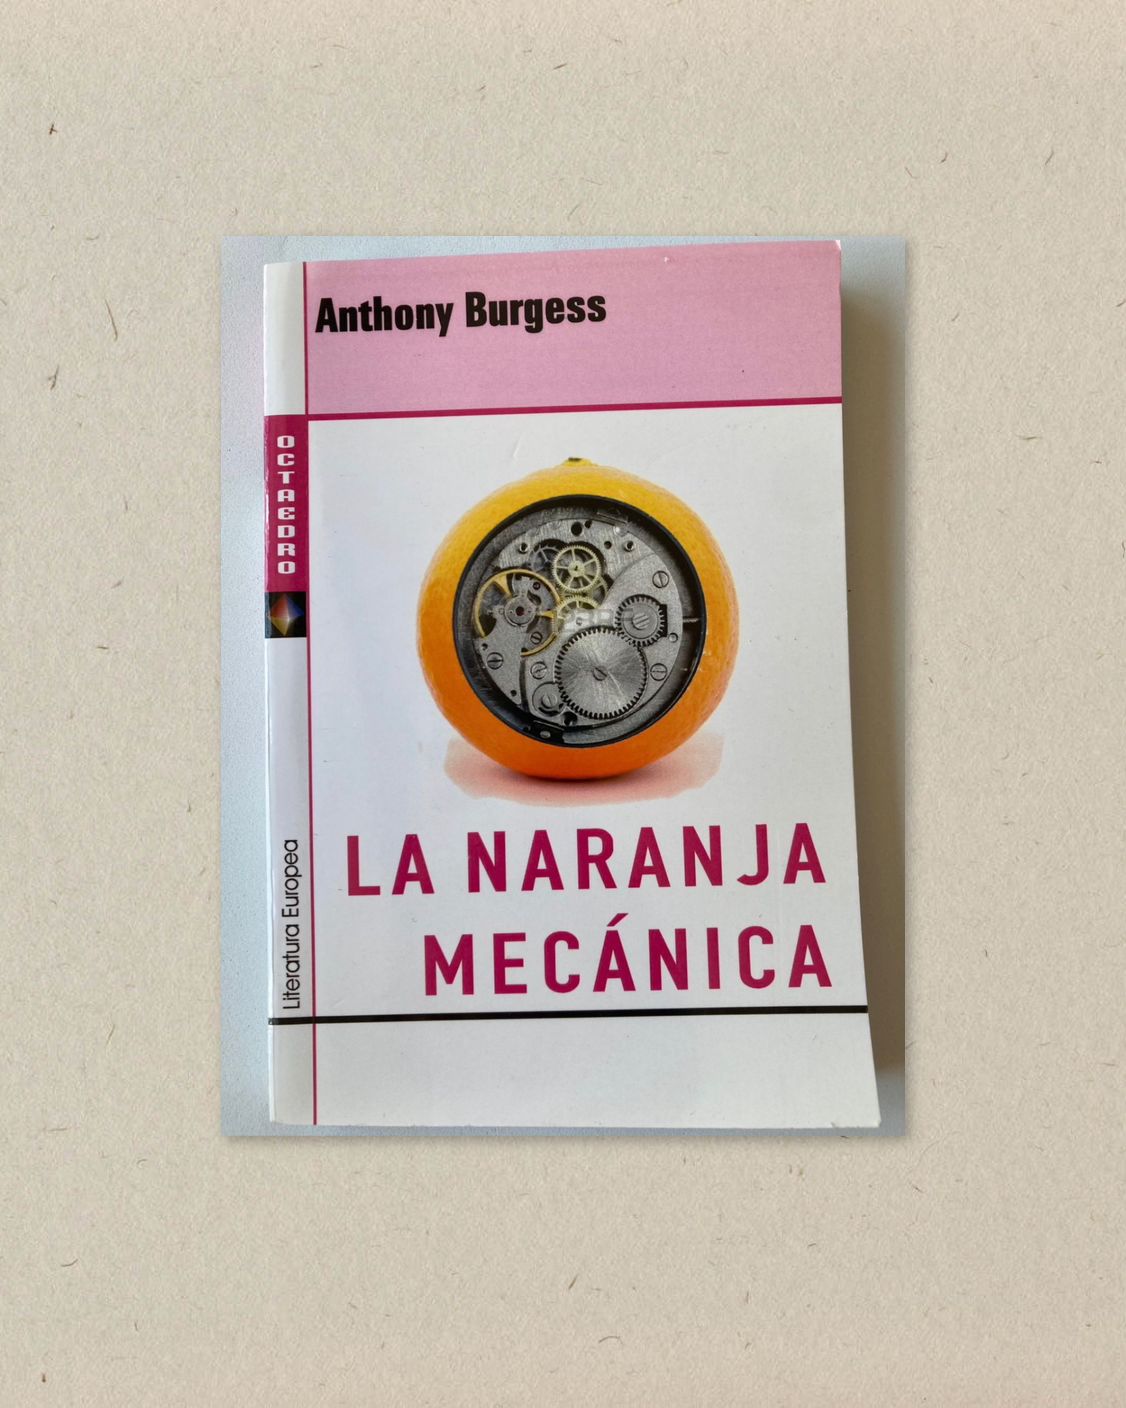 Anthony Burgess
OCTAEDRO
LA NARANJA
MECÁNICA
Literatura Europea